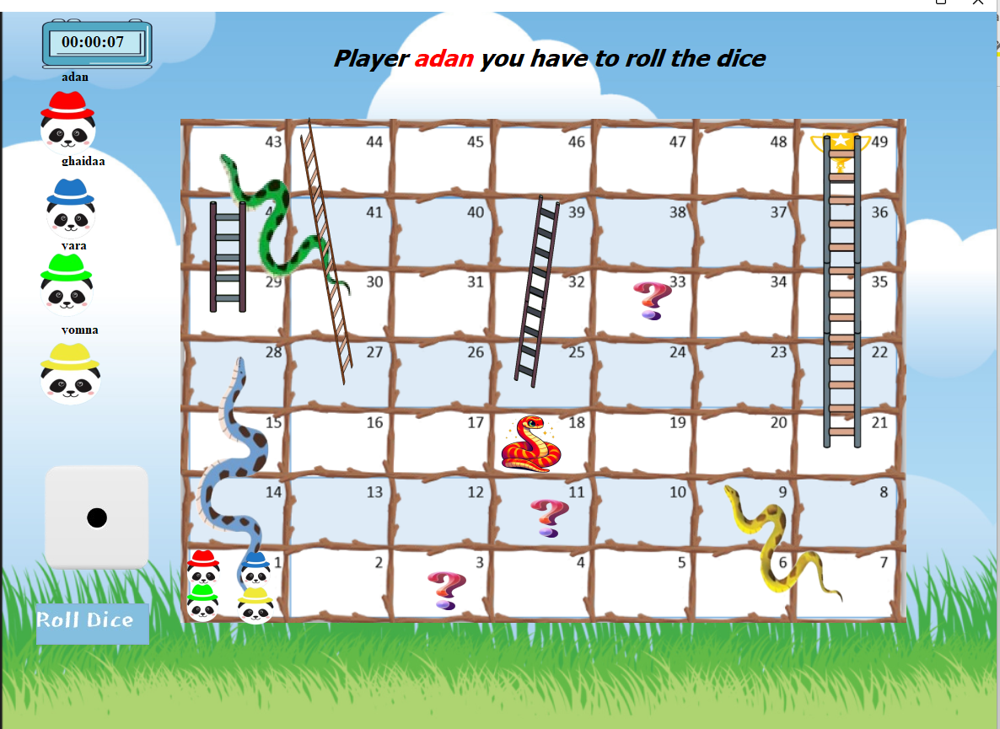 00:00:07
Player adan you have to roll the dice
adan
ghaidaa
yara
yomna
43 44 45 46 47 48 49
41 40 39 38 37 36
29 30 31 32 33 34 35
28 27 26 25 24 23 22
15 16 17 18 19 20 21
14 13 12 11 10 9 8
1 2 3 4 5 6 7
Roll Dice